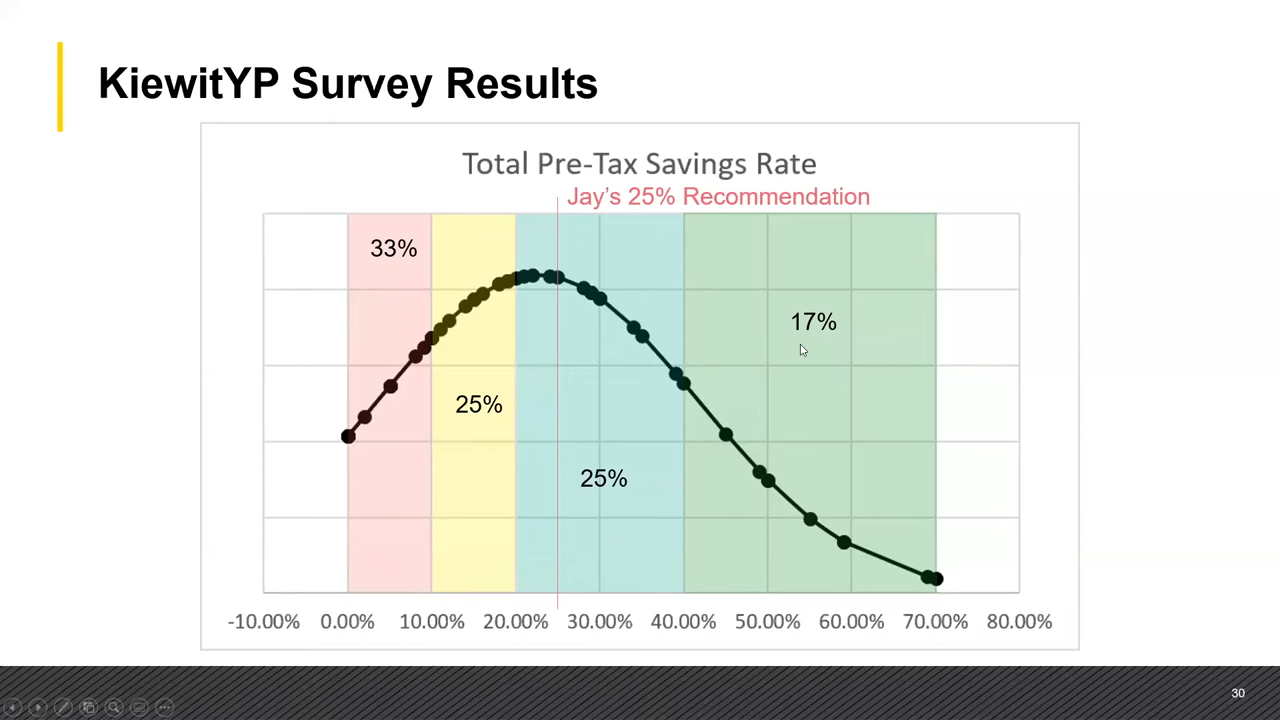 KiewitYP Survey Results
Total Pre-Tax Savings Rate
Jay's 25% Recommendation
33%
17%
25%
25%
-10.00% 0.00% 10.00% 20.00% 30.00% 40.00% 50.00% 60.00% 70.00% 80.00%
30